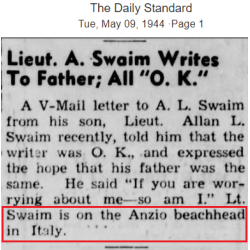 The Daily Standard
Tue, May 09, 1944 ·Page 1
Lieut. A. Swaim Writes
To Father; All "O. K."
A V-Mail letter to A. L. Swaim
from his son, Lieut. Allan L.
Swaim recently, told him that the
writer was O. K., and expressed
the hope that his father was the
same. He said "If you are wor-
rying about me—so am I." Lt.
Swaim is on the Anzio beachhead
in Italy.